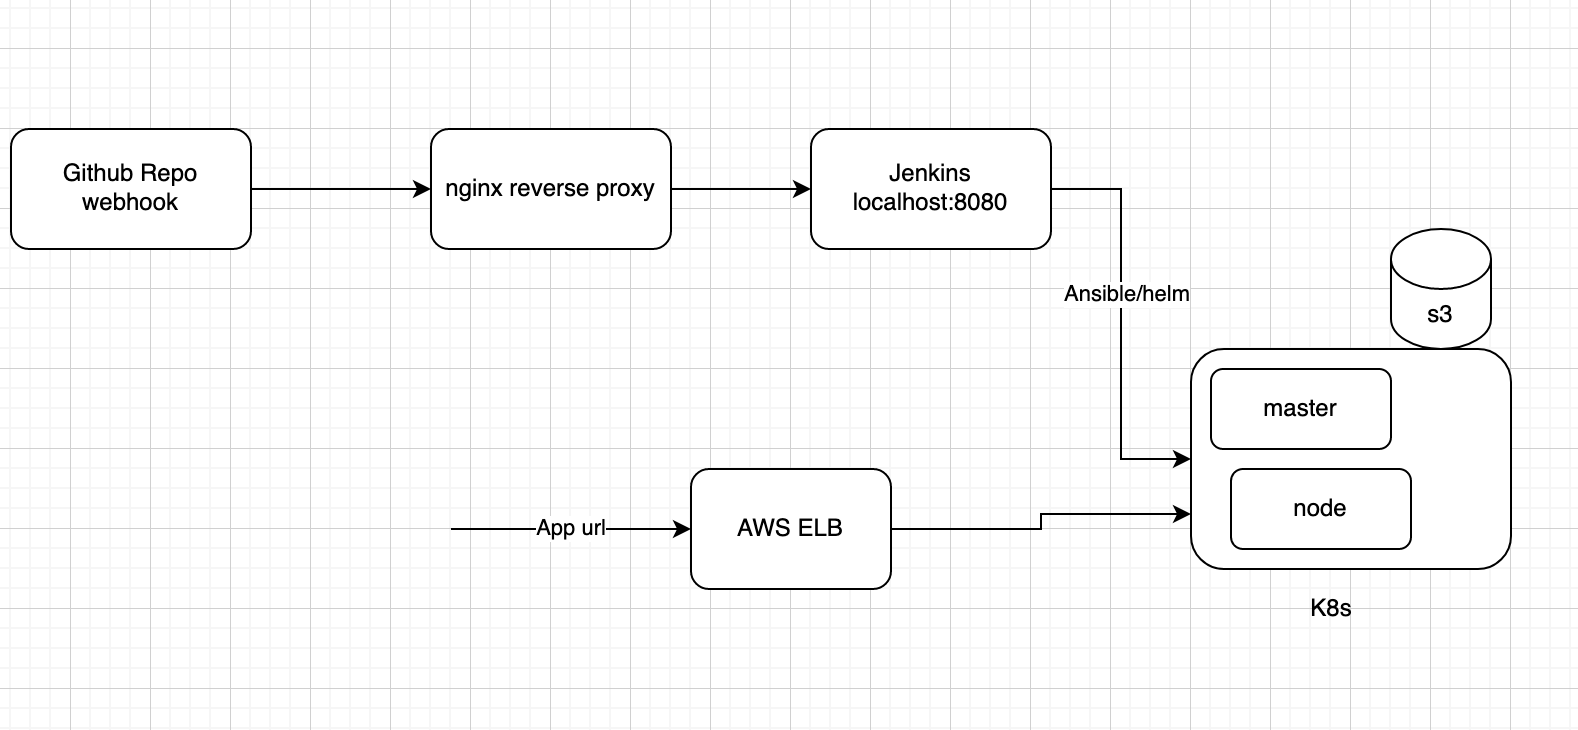 Github Repo
webhook
nginx reverse proxy
Jenkins
localhost:8080
Ansible/helm
s3
master
node
App url
AWS ELB
K8s